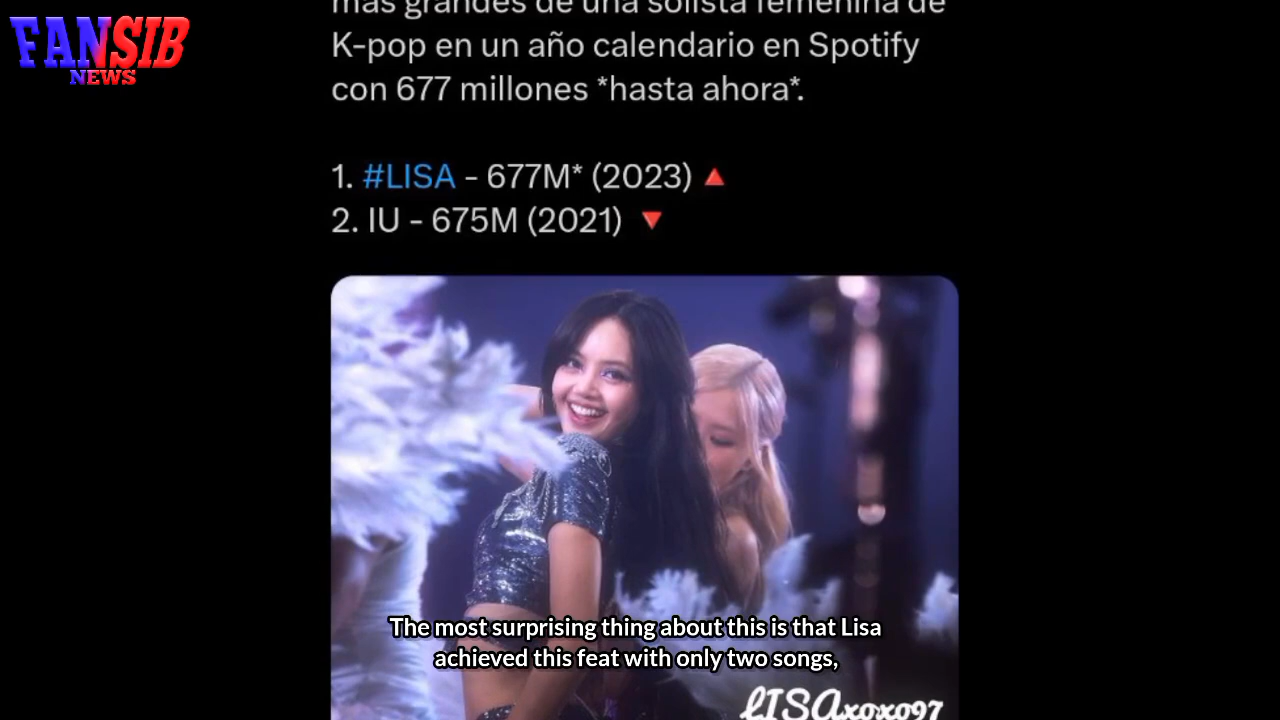 FANSIB
NEWS
más grandes de una solista femenina de
K-pop en un año calendario en Spotify
con 677 millones *hasta ahora*.
1. #LISA - 677M* (2023) 🔺
2. IU - 675M (2021) 🔻
The most surprising thing about this is that Lisa
achieved this feat with only two songs,
LISAxoxo97